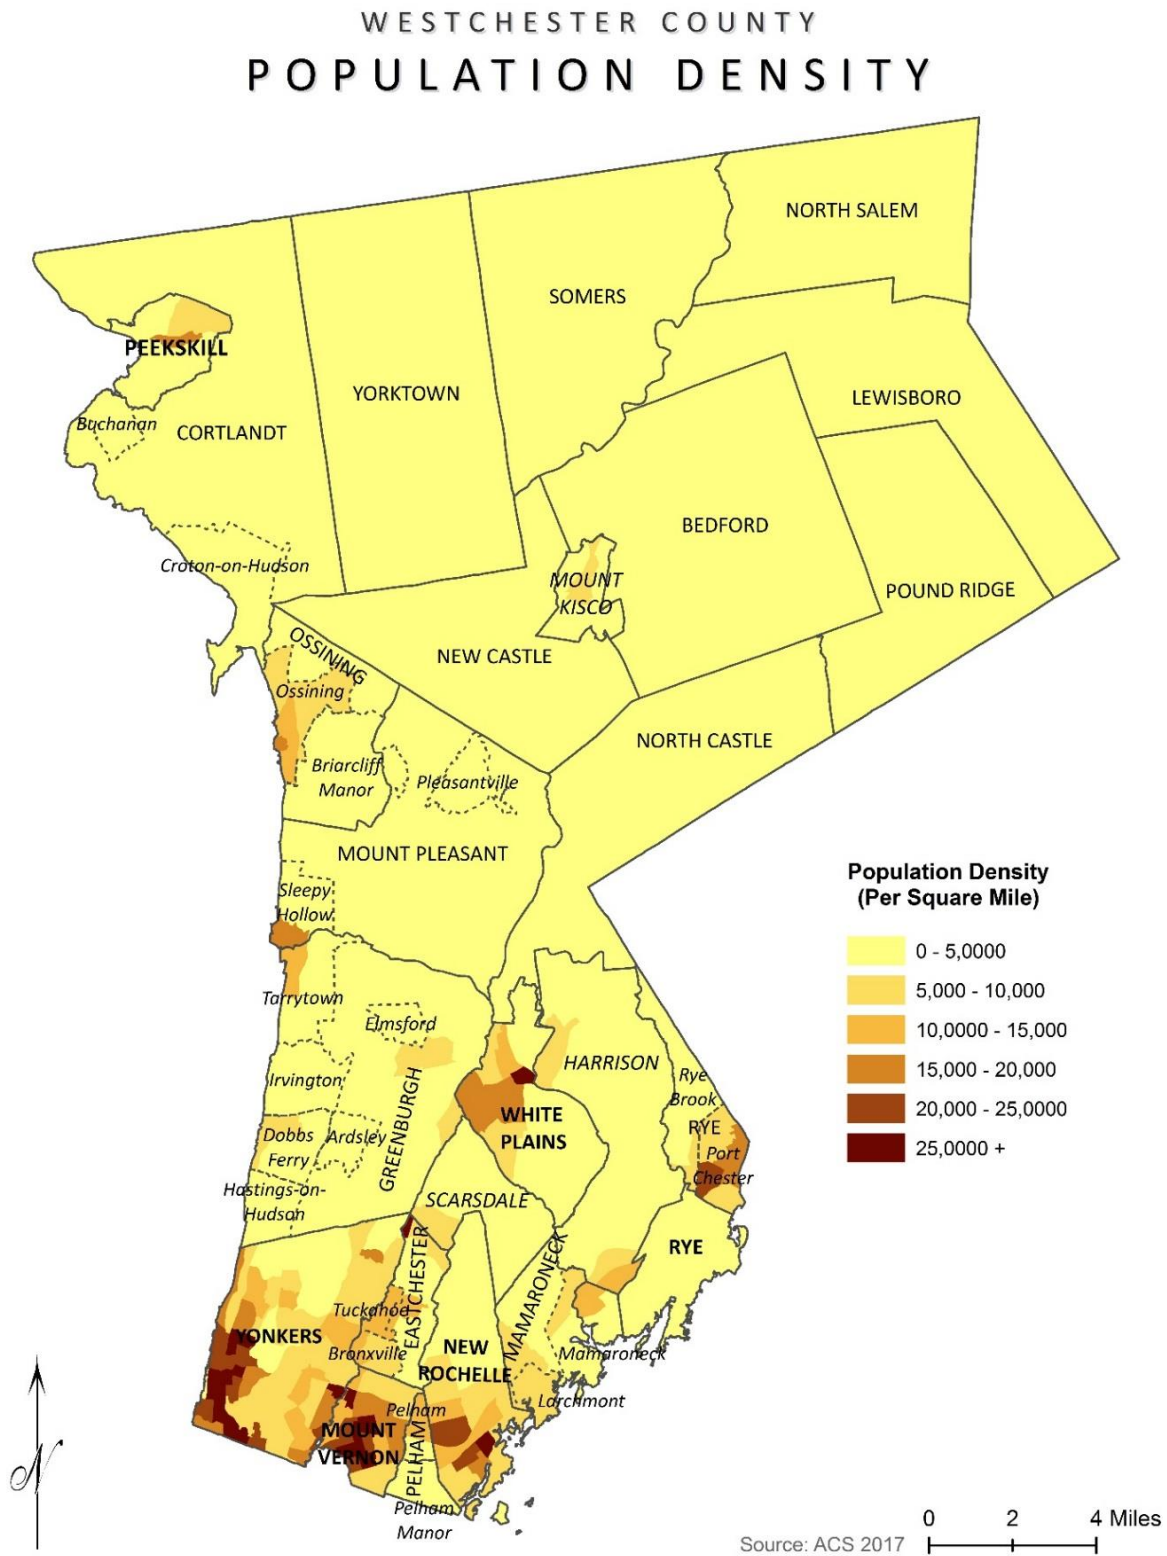 WESTCHESTER COUNTY
POPULATION DENSITY
NORTH SALEM
SOMERS
PEEKSKILL
YORKTOWN
LEWISBORO
Buchanan
CORTLANDT
BEDFORD
Croton-on-Hudson
MOUNT
KISCO
POUND RIDGE
OSSINING
NEW CASTLE
Ossining
NORTH CASTLE
Briarcliff
Manor
Pleasantville
MOUNT PLEASANT
Sleepy
Hollow
Tarrytown
Elmsford
HARRISON
Irvington
GREENBURGH
WHITE
PLAINS
Rye
Brook
RYE
Port
Chester
Dobbs
Ferry
Ardsley
Hastings-on-
Hudson
SCARSDALE
RYE
EASTCHESTER
MAMARONECK
Tuckahoe
YONKERS
Bronxville
NEW
ROCHELLE
Mamaroneck
Larchmont
Pelham
MOUNT
VERNON
PELHAM
Pelham
Manor
Population Density
(Per Square Mile)
0 - 5,0000
5,000 - 10,000
10,0000 - 15,000
15,000 - 20,000
20,000 - 25,0000
25,0000 +
N
0 2 4 Miles
Source: ACS 2017